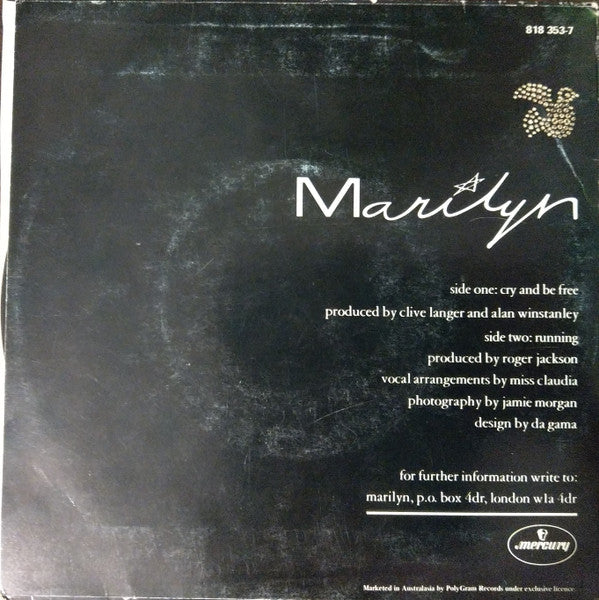 818 353-7
Marilyn
side one: cry and be free
produced by clive langer and alan winstanley
side two: running
produced by roger jackson
vocal arrangements by miss claudia
photography by jamie morgan
design by da gama
for further information write to:
marilyn, p.o. box 4dr, london w1a 4dr
mercury
Marketed in Australasia by PolyGram Records under exclusive licence.